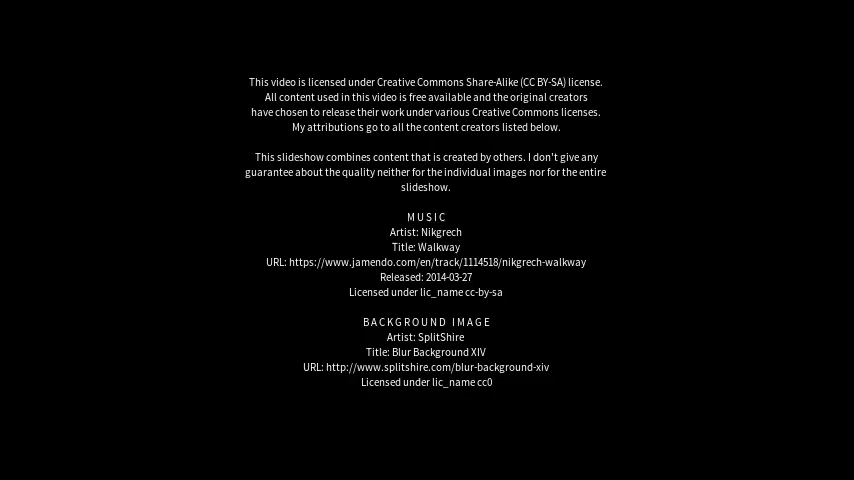 This video is licensed under Creative Commons Share-Alike (CC BY-SA) license.
All content used in this video is free available and the original creators
have chosen to release their work under various Creative Commons licenses.
My attributions go to all the content creators listed below.
This slideshow combines content that is created by others. I don't give any
guarantee about the quality neither for the individual images nor for the entire
slideshow.
MUSIC
Artist: Nikgrech
Title: Walkway
URL: https://www.jamendo.com/en/track/1114518/nikgrech-walkway
Released: 2014-03-27
Licensed under lic_name cc-by-sa
BACKGROUND IMAGE
Artist: SplitShire
Title: Blur Background XIV
URL: http://www.splitshire.com/blur-background-xiv
Licensed under lic_name cc0